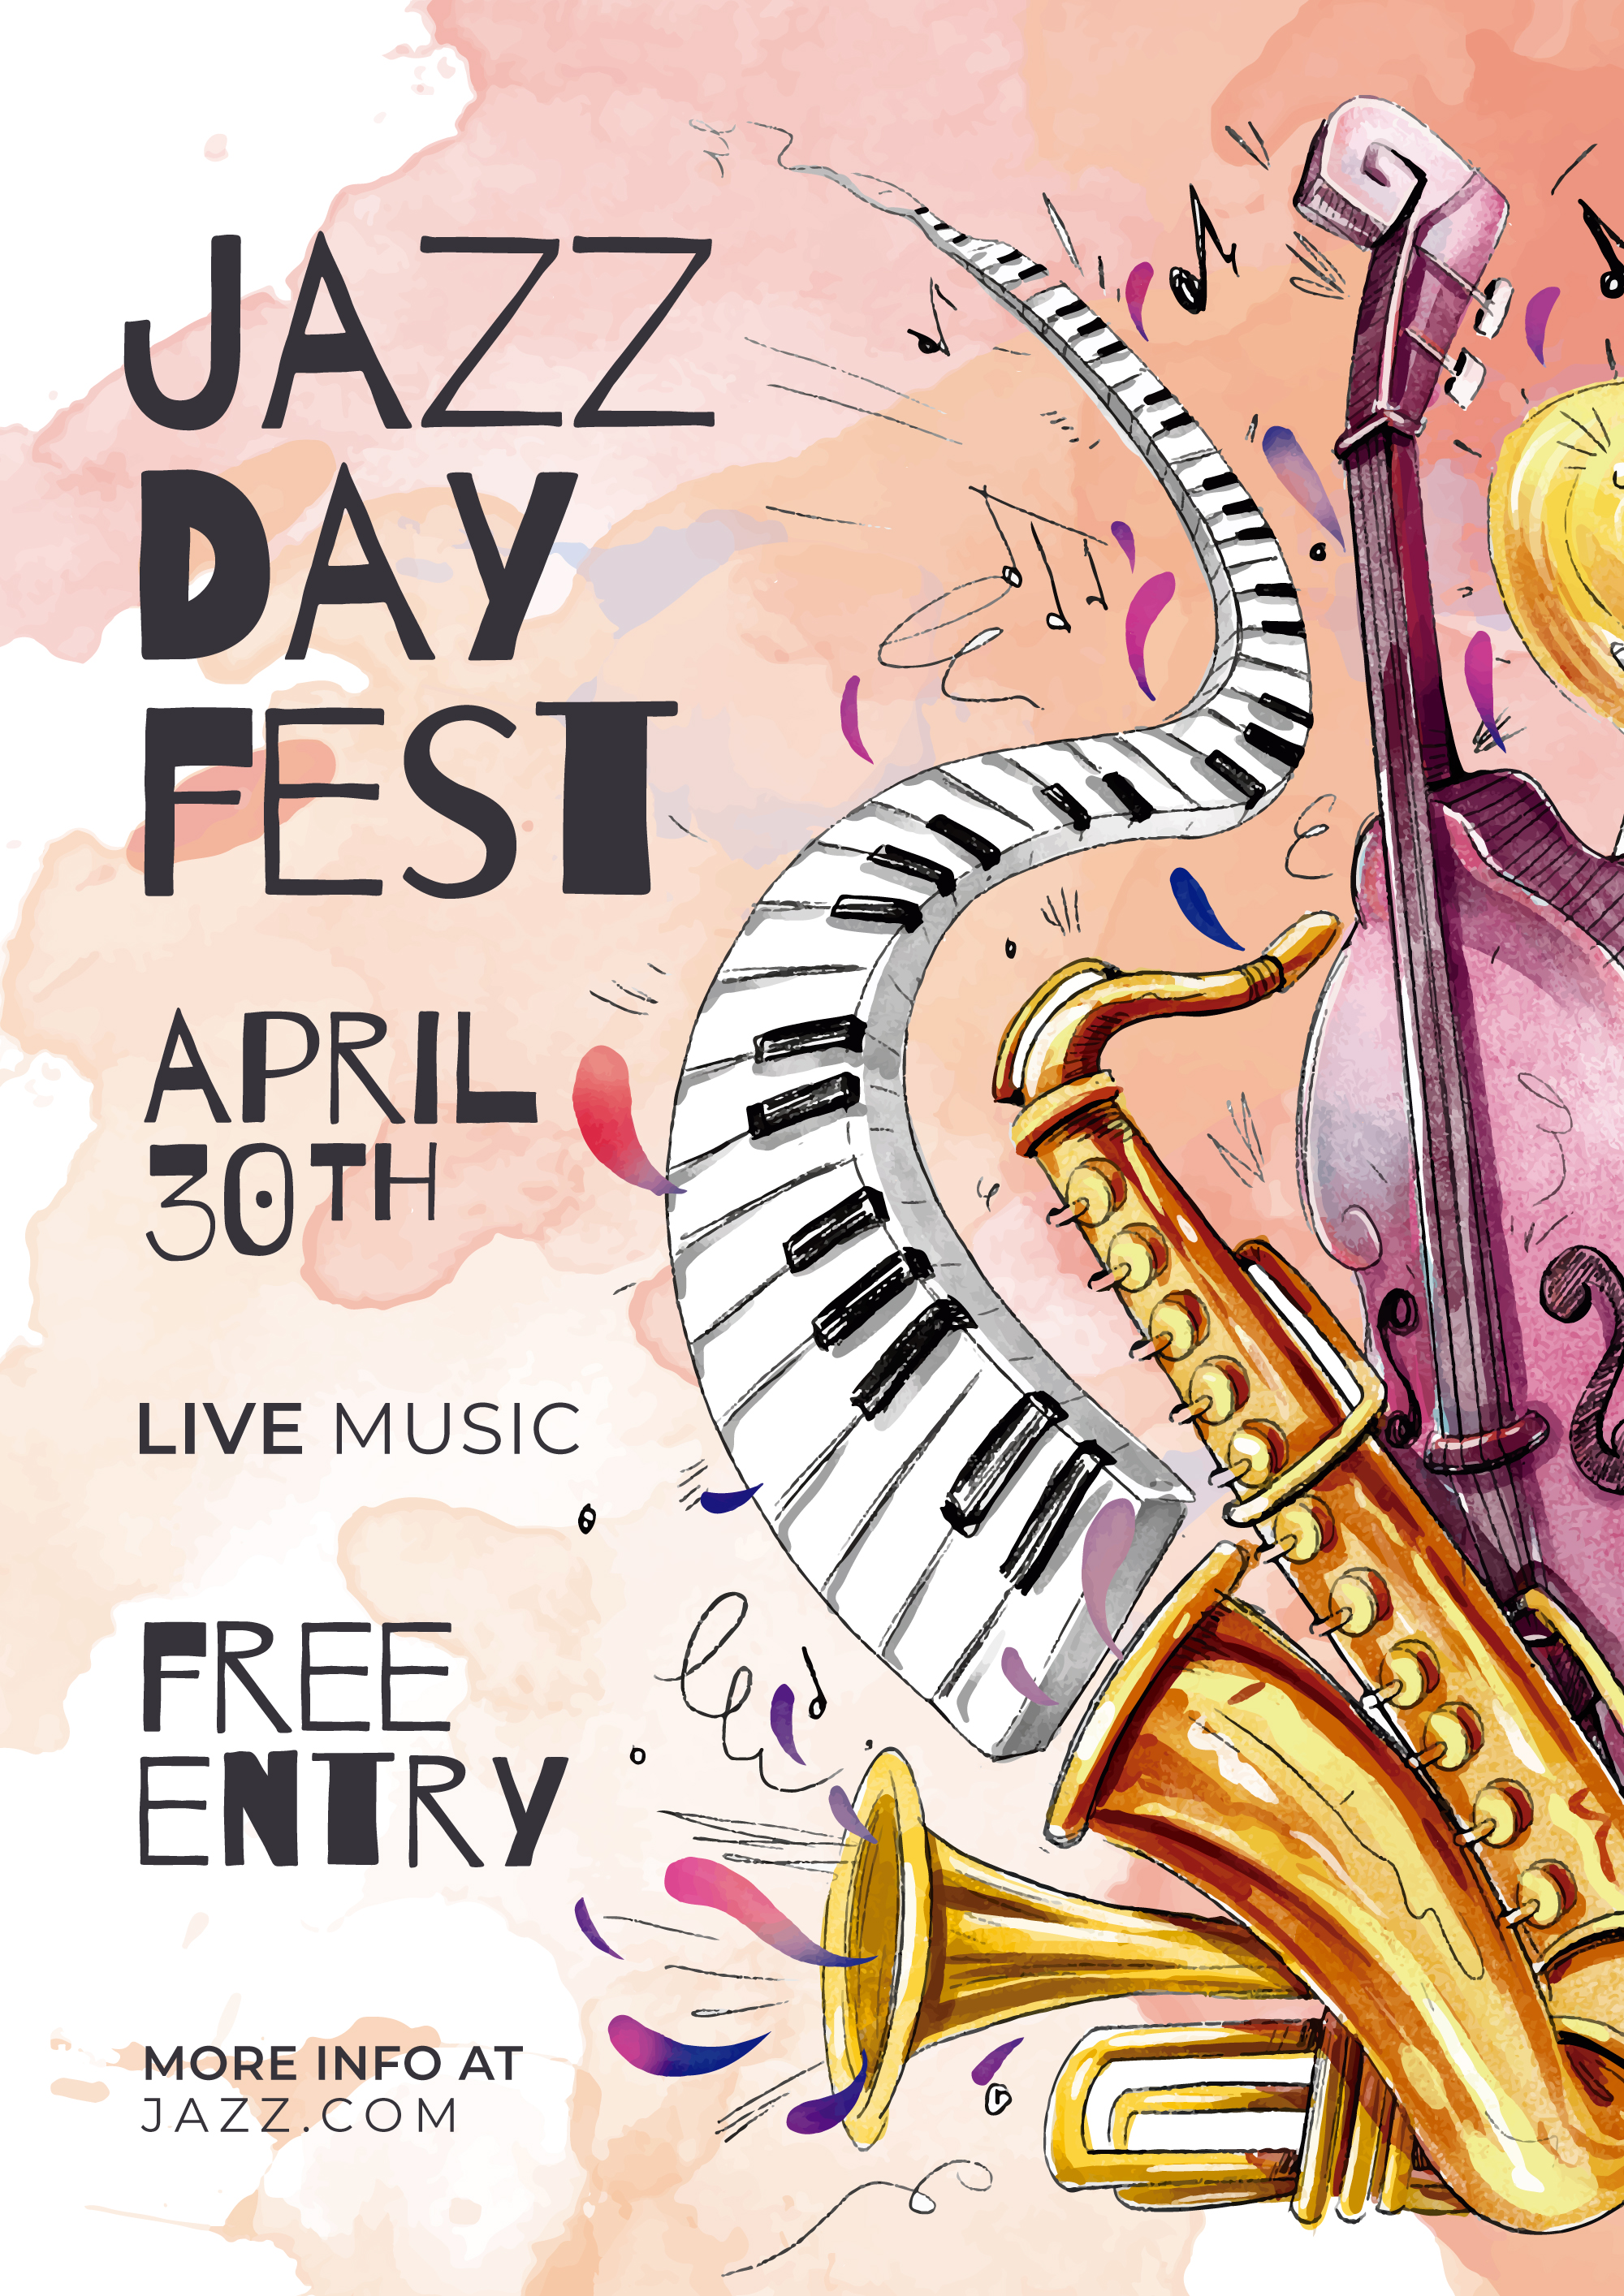 JAZZ
DAY
FEST
APRIL
30TH
LIVE MUSIC
FREE
ENTRY
MORE INFO AT
JAZZ.COM